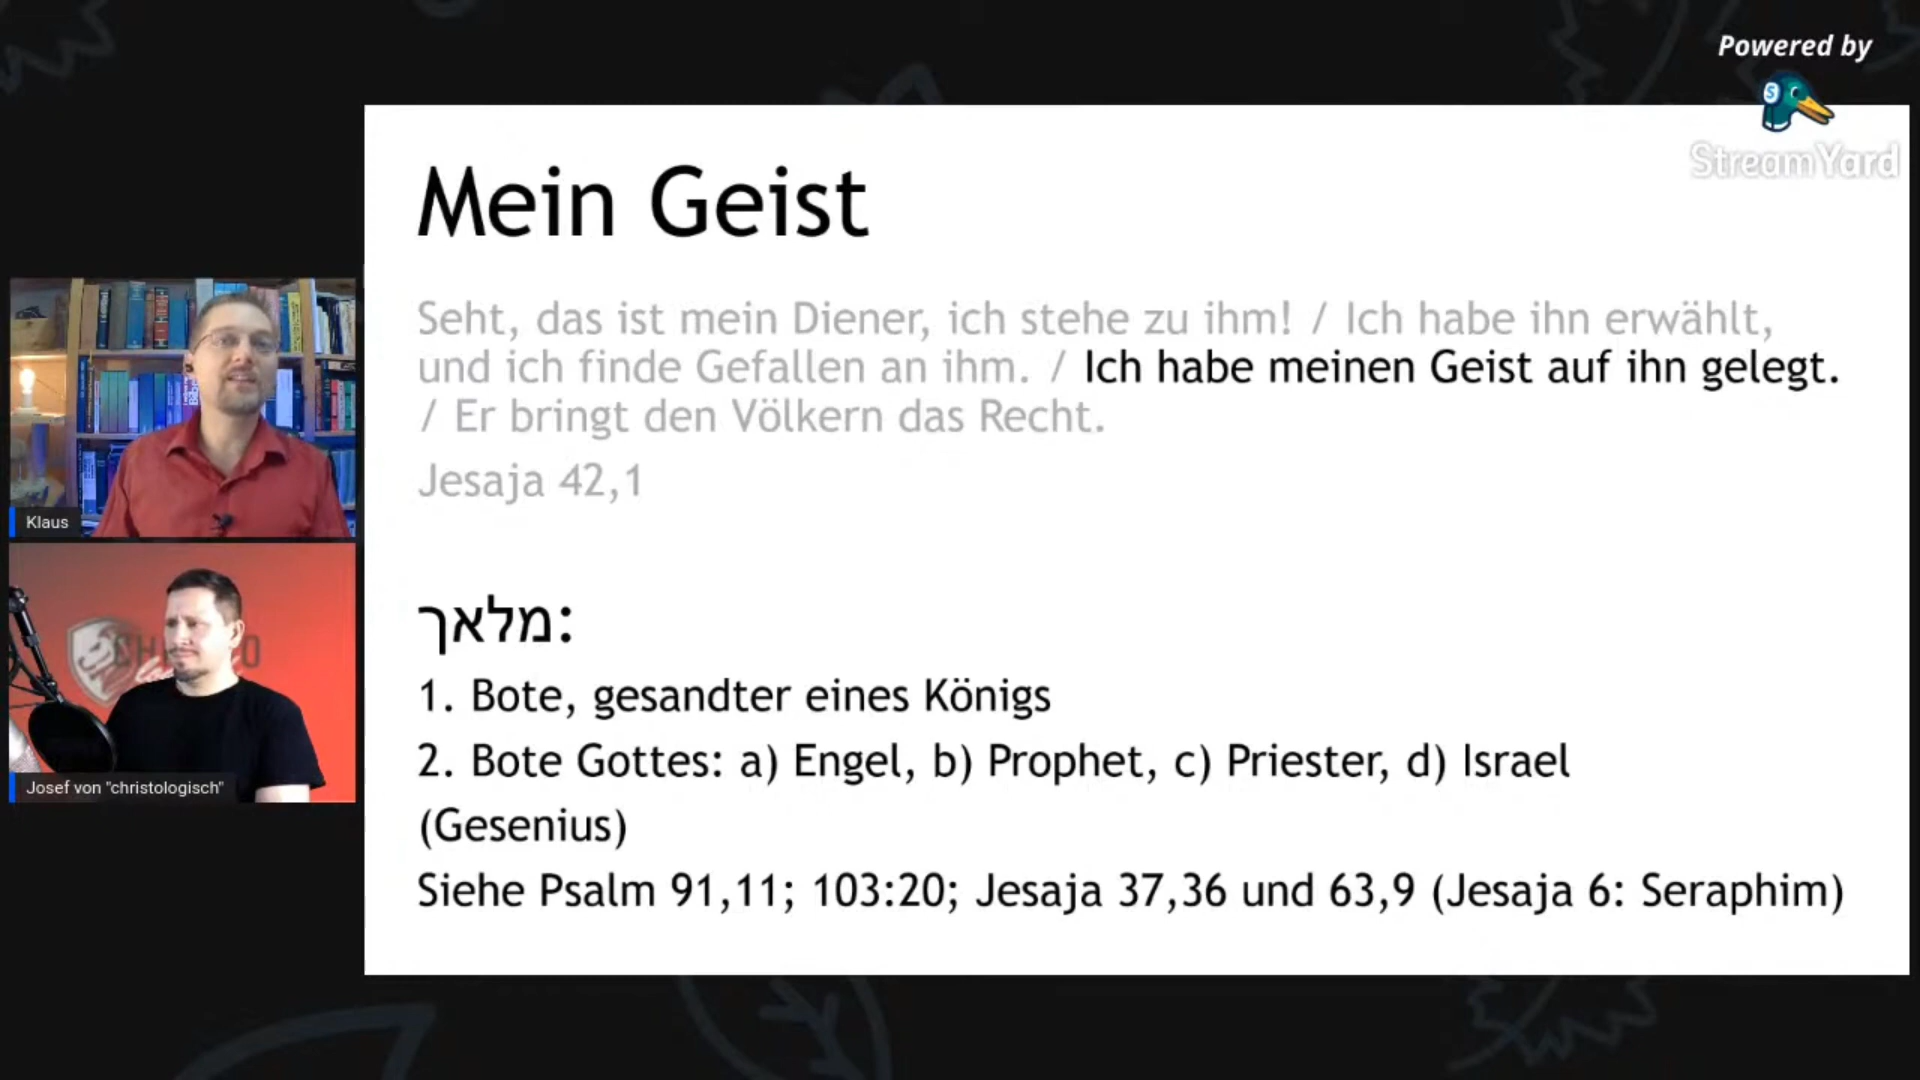 Powered by
StreamYard
Mein Geist
Seht, das ist mein Diener, ich stehe zu ihm! / Ich habe ihn erwählt,
und ich finde Gefallen an ihm. / Ich habe meinen Geist auf ihn gelegt.
/ Er bringt den Völkern das Recht.
Jesaja 42,1
מלאך:
1. Bote, gesandter eines Königs
2. Bote Gottes: a) Engel, b) Prophet, c) Priester, d) Israel
(Gesenius)
Siehe Psalm 91,11; 103:20; Jesaja 37,36 und 63,9 (Jesaja 6: Seraphim)
Klaus
Josef von "christologisch"